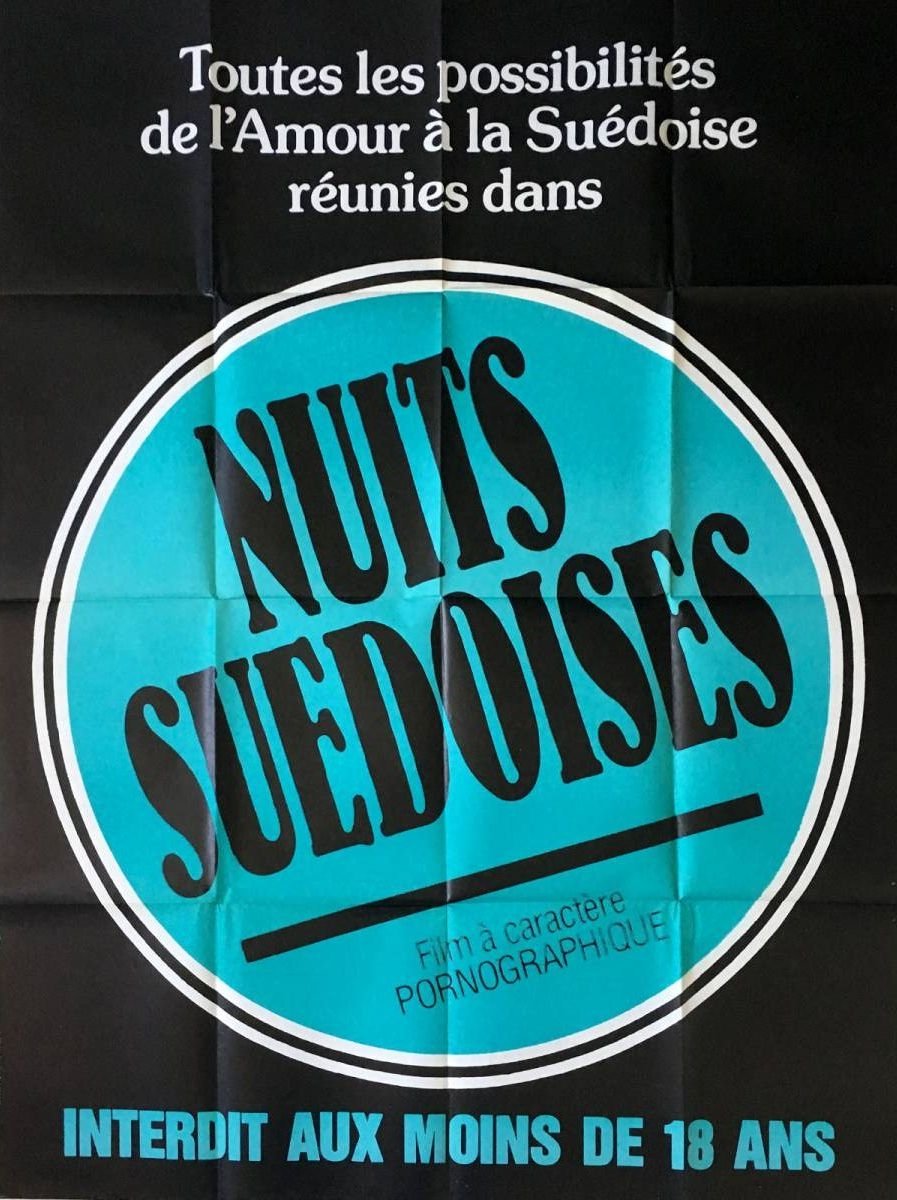 Toutes les possibilités
de l'Amour à la Suédoise
réunies dans
NUITS
SUEDOISES
Film à caractère
PORNOGRAPHIQUE
INTERDIT AUX MOINS DE 18 ANS